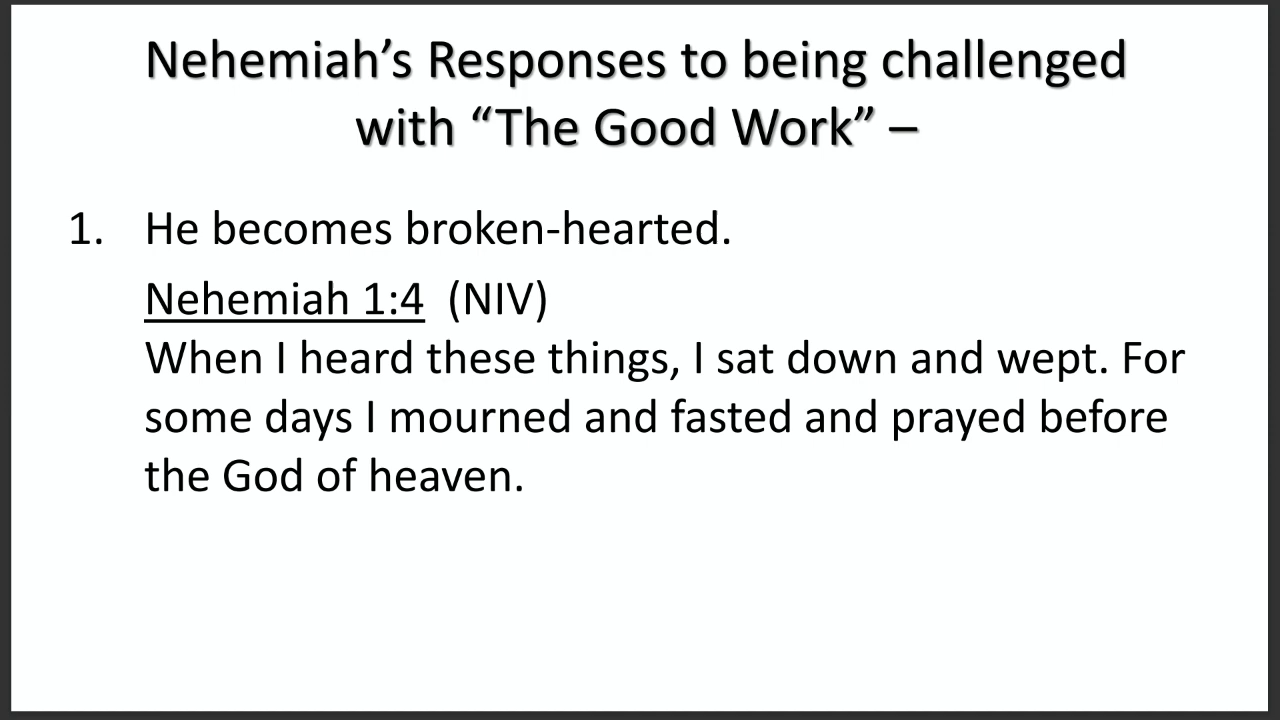 Nehemiah’s Responses to being challenged
with “The Good Work” –
1. He becomes broken-hearted.
Nehemiah 1:4 (NIV)
When I heard these things, I sat down and wept. For
some days I mourned and fasted and prayed before
the God of heaven.